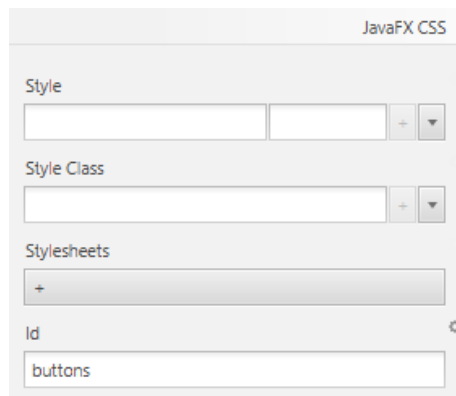 JavaFX CSS
Style
+
Style Class
+
Stylesheets
+
Id
buttons